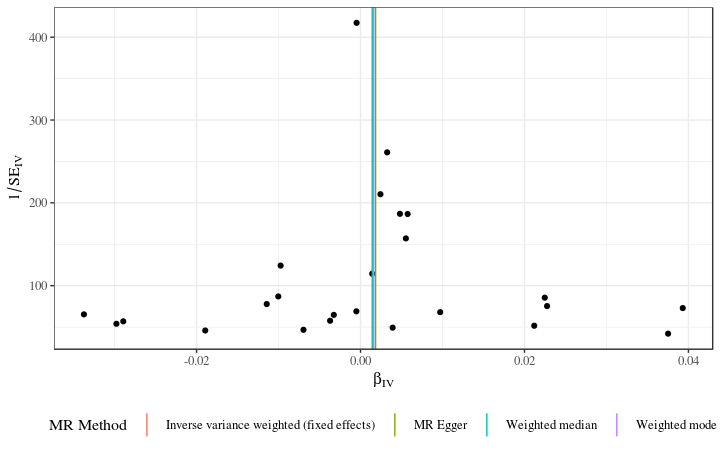 400
300
200
100
1/SE_IV
-0.02
0.00
0.02
0.04
β_IV
MR Method
Inverse variance weighted (fixed effects)
MR Egger
Weighted median
Weighted mode